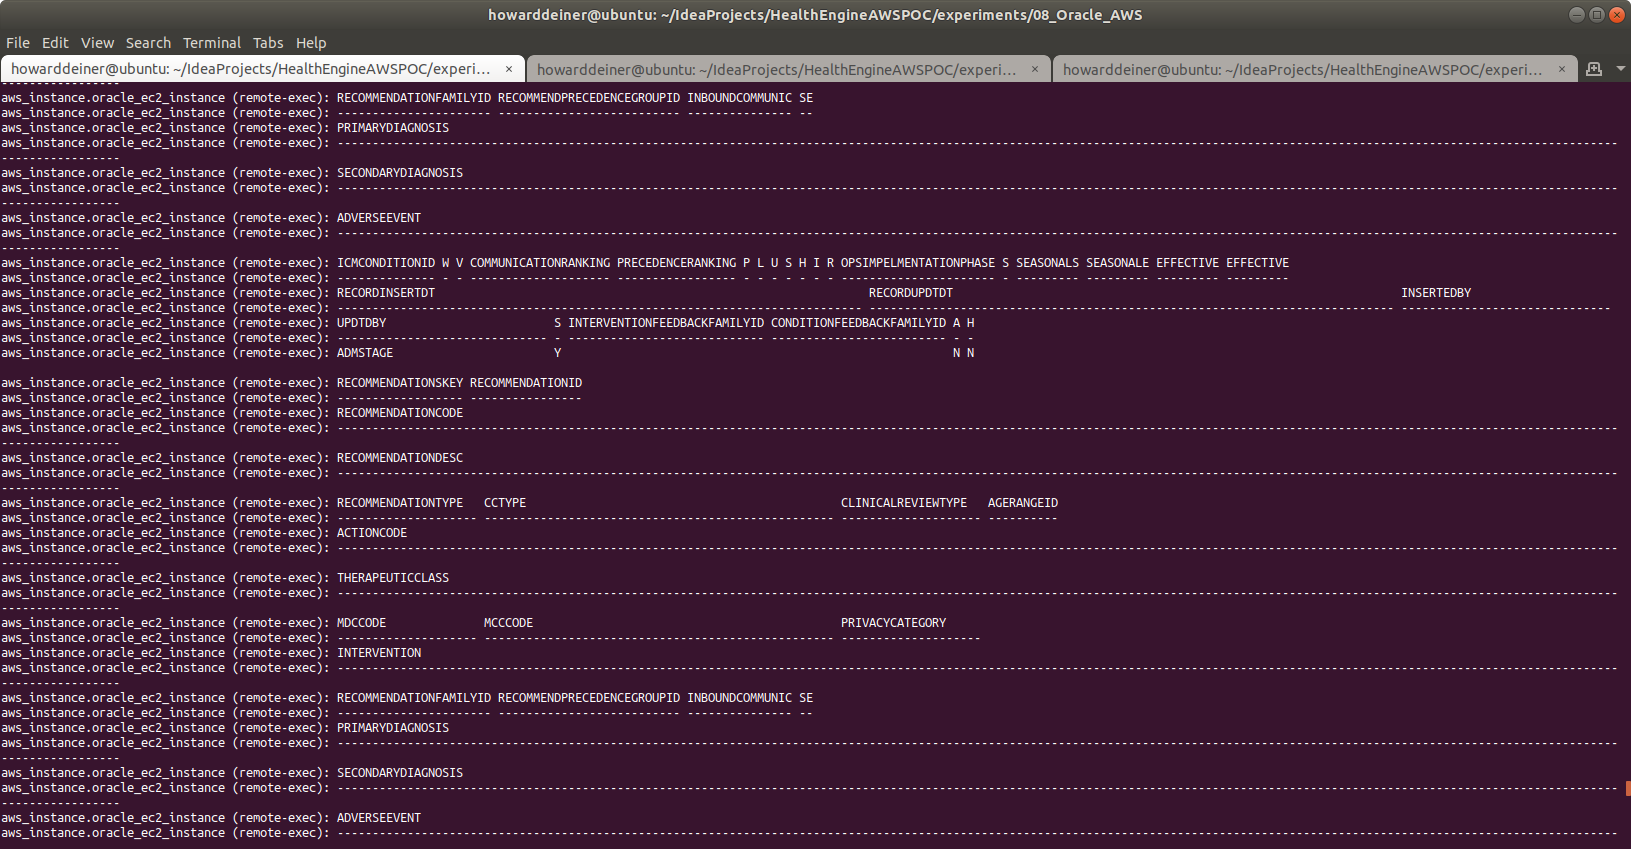 howarddeiner@ubuntu: ~/IdeaProjects/HealthEngineAWSPOC/experiments/08_Oracle_AWS
File Edit View Search Terminal Tabs Help
howarddeiner@ubuntu: ~/IdeaProjects/HealthEngineAWSPOC/experi... × howarddeiner@ubuntu: ~/IdeaProjects/HealthEngineAWSPOC/experi... × howarddeiner@ubuntu: ~/IdeaProjects/HealthEngineAWSPOC/experi... ×
-----------------
aws_instance.oracle_ec2_instance (remote-exec): RECOMMENDATIONFAMILYID RECOMMENDPRECEDENCEGROUPID INBOUNDCOMMUNIC SE
aws_instance.oracle_ec2_instance (remote-exec): ---------------------- -------------------------- --------------- --
aws_instance.oracle_ec2_instance (remote-exec): PRIMARYDIAGNOSIS
aws_instance.oracle_ec2_instance (remote-exec): ----------------------------------------
-----------------
aws_instance.oracle_ec2_instance (remote-exec): SECONDARYDIAGNOSIS
aws_instance.oracle_ec2_instance (remote-exec): ----------------------------------------
-----------------
aws_instance.oracle_ec2_instance (remote-exec): ADVERSEEVENT
aws_instance.oracle_ec2_instance (remote-exec): ----------------------------------------
-----------------
aws_instance.oracle_ec2_instance (remote-exec): ICMCONDITIONID W V COMMUNICATIONRANKING PRECEDENCERANKING P L U S H I R OPSIMPELMENTATIONPHASE S SEASONALS SEASONALE EFFECTIVE EFFECTIVE
aws_instance.oracle_ec2_instance (remote-exec): -------------- - - -------------------- ----------------- - - - - - - - ---------------------- - --------- --------- --------- ---------
aws_instance.oracle_ec2_instance (remote-exec): RECORDINSERTDT RECORDUPDTDT INSERTEDBY
aws_instance.oracle_ec2_instance (remote-exec): --------------------------------------------------------------------------- --------------------------------------------------------------------------- ------------------------------
aws_instance.oracle_ec2_instance (remote-exec): UPDTDBY S INTERVENTIONFEEDBACKFAMILYID CONDITIONFEEDBACKFAMILYID A H
aws_instance.oracle_ec2_instance (remote-exec): ------------------------------ - ---------------------------- ------------------------- - -
aws_instance.oracle_ec2_instance (remote-exec): ADMSTAGE Y N N
aws_instance.oracle_ec2_instance (remote-exec): RECOMMENDATIONSKEY RECOMMENDATIONID
aws_instance.oracle_ec2_instance (remote-exec): ------------------ ----------------
aws_instance.oracle_ec2_instance (remote-exec): RECOMMENDATIONCODE
aws_instance.oracle_ec2_instance (remote-exec): ----------------------------------------
-----------------
aws_instance.oracle_ec2_instance (remote-exec): RECOMMENDATIONDESC
aws_instance.oracle_ec2_instance (remote-exec): ----------------------------------------
-----------------
aws_instance.oracle_ec2_instance (remote-exec): RECOMMENDATIONTYPE CCTYPE CLINICALREVIEWTYPE AGERANGEID
aws_instance.oracle_ec2_instance (remote-exec): -------------------- -------------------------------------------------- -------------------- ----------
aws_instance.oracle_ec2_instance (remote-exec): ACTIONCODE
aws_instance.oracle_ec2_instance (remote-exec): ----------------------------------------
-----------------
aws_instance.oracle_ec2_instance (remote-exec): THERAPEUTICCLASS
aws_instance.oracle_ec2_instance (remote-exec): ----------------------------------------
-----------------
aws_instance.oracle_ec2_instance (remote-exec): MDCCODE MCCCODE PRIVACYCATEGORY
aws_instance.oracle_ec2_instance (remote-exec): -------------------- -------------------------------------------------- --------------------
aws_instance.oracle_ec2_instance (remote-exec): INTERVENTION
aws_instance.oracle_ec2_instance (remote-exec): ----------------------------------------
-----------------
aws_instance.oracle_ec2_instance (remote-exec): RECOMMENDATIONFAMILYID RECOMMENDPRECEDENCEGROUPID INBOUNDCOMMUNIC SE
aws_instance.oracle_ec2_instance (remote-exec): ---------------------- -------------------------- --------------- --
aws_instance.oracle_ec2_instance (remote-exec): PRIMARYDIAGNOSIS
aws_instance.oracle_ec2_instance (remote-exec): ----------------------------------------
-----------------
aws_instance.oracle_ec2_instance (remote-exec): SECONDARYDIAGNOSIS
aws_instance.oracle_ec2_instance (remote-exec): ----------------------------------------
-----------------
aws_instance.oracle_ec2_instance (remote-exec): ADVERSEEVENT
aws_instance.oracle_ec2_instance (remote-exec): ----------------------------------------